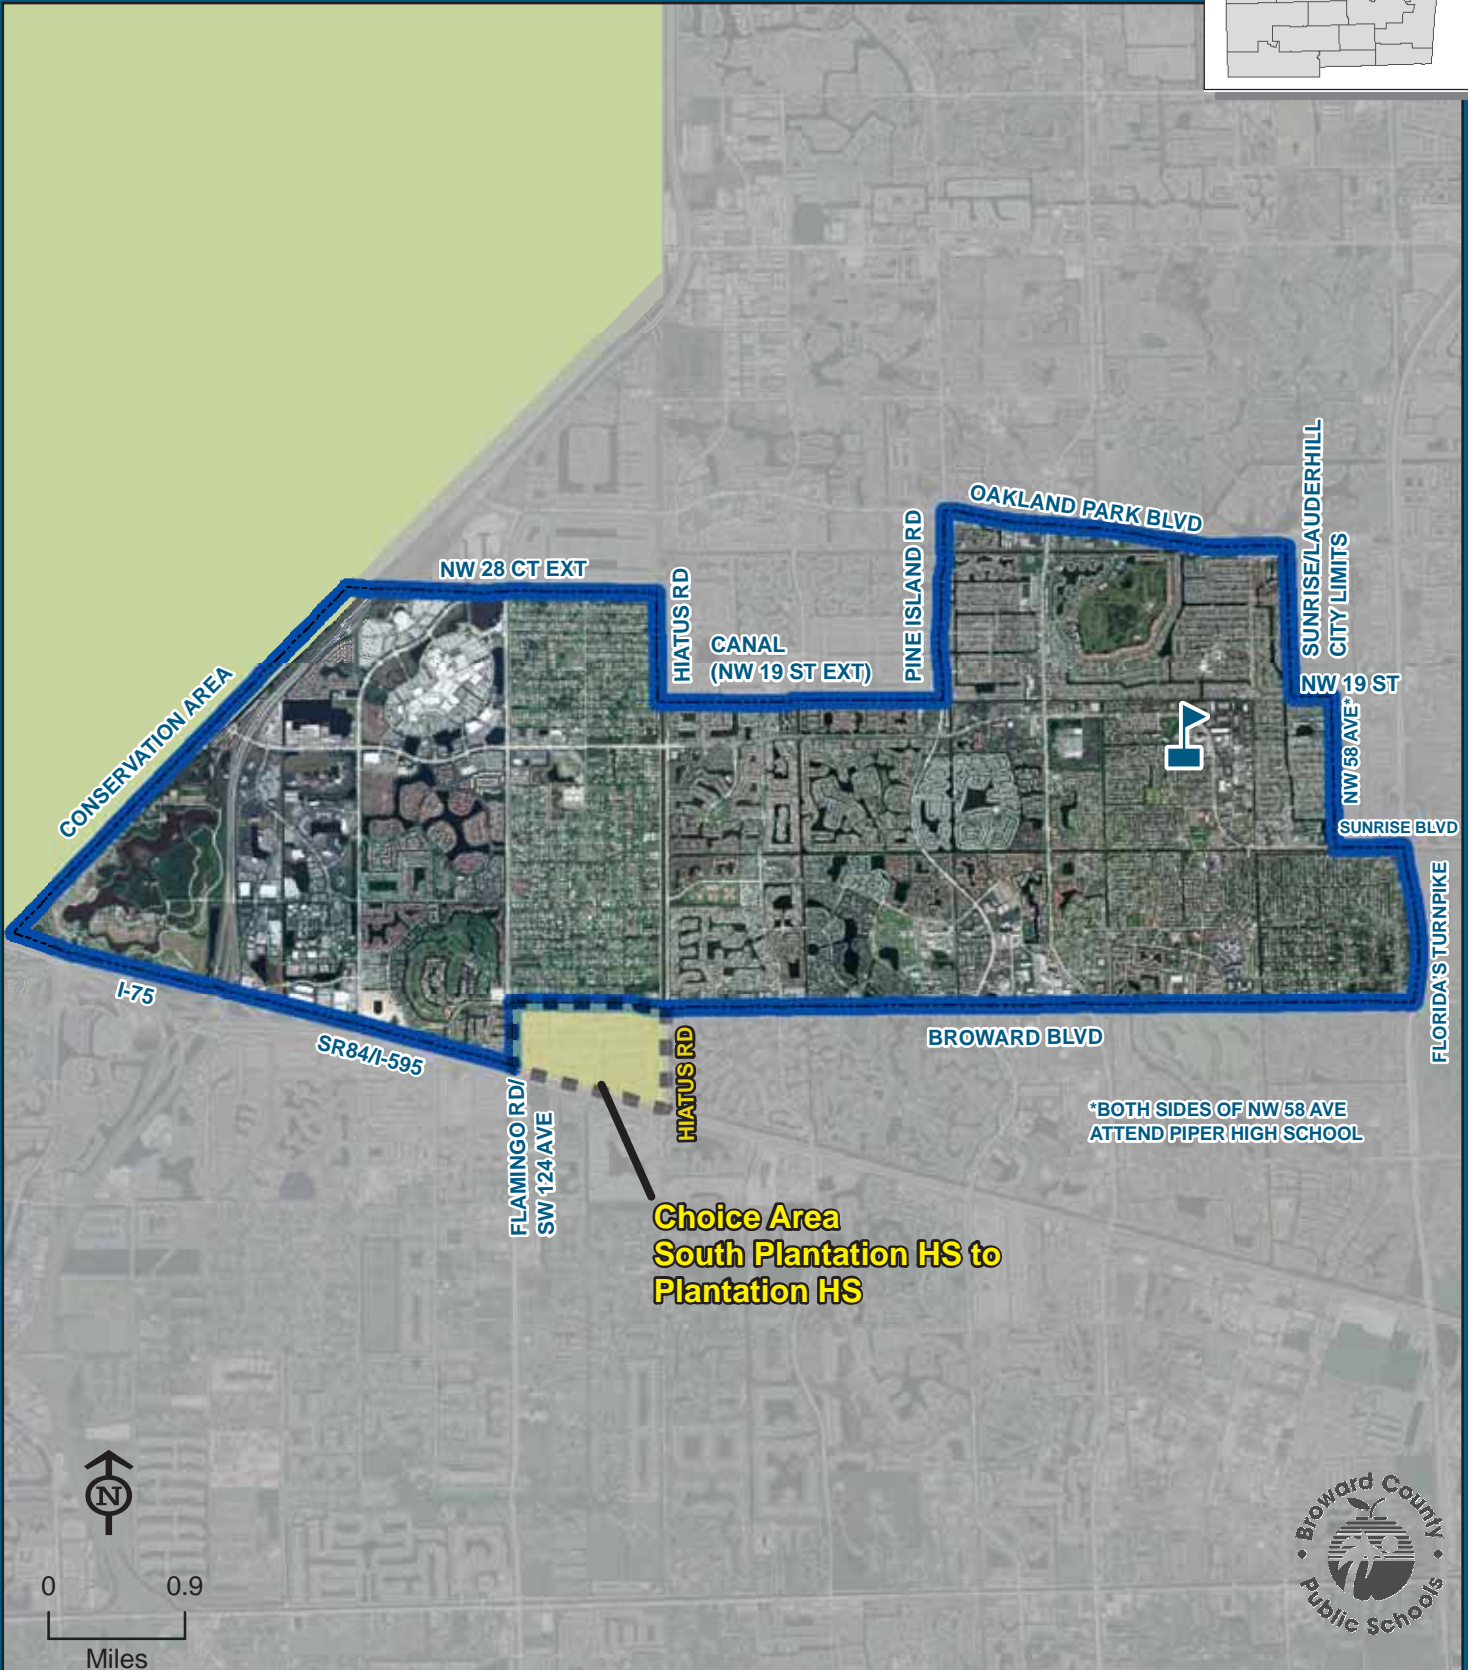 OAKLAND PARK BLVD
SUNRISE/LAUDERHILL
CITY LIMITS
PINE ISLAND RD
NW 28 CT EXT
HIATUS RD
CANAL
(NW 19 ST EXT)
NW 19 ST
NW 58 AVE*
CONSERVATION AREA
SUNRISE BLVD
FLORIDA'S TURNPIKE
I-75
SR84/I-595
BROWARD BLVD
HIATUS RD
FLAMINGO RD/
SW 124 AVE
*BOTH SIDES OF NW 58 AVE
ATTEND PIPER HIGH SCHOOL
Choice Area
South Plantation HS to
Plantation HS
N
0 0.9
Miles
Broward County
Public Schools